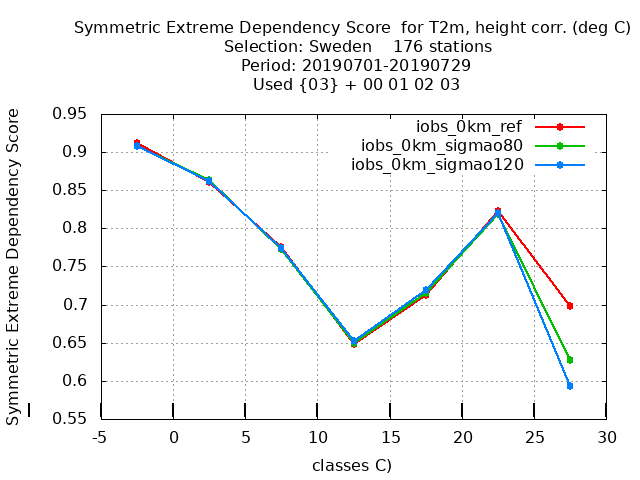 Symmetric Extreme Dependency Score for T2m, height corr. (deg C)
Selection: Sweden 176 stations
Period: 20190701-20190729
Used {03} + 00 01 02 03
iobs_0km_ref
iobs_0km_sigmao80
iobs_0km_sigmao120
Symmetric Extreme Dependency Score
0.95
0.9
0.85
0.8
0.75
0.7
0.65
0.6
0.55
-5 0 5 10 15 20 25 30
classes C)